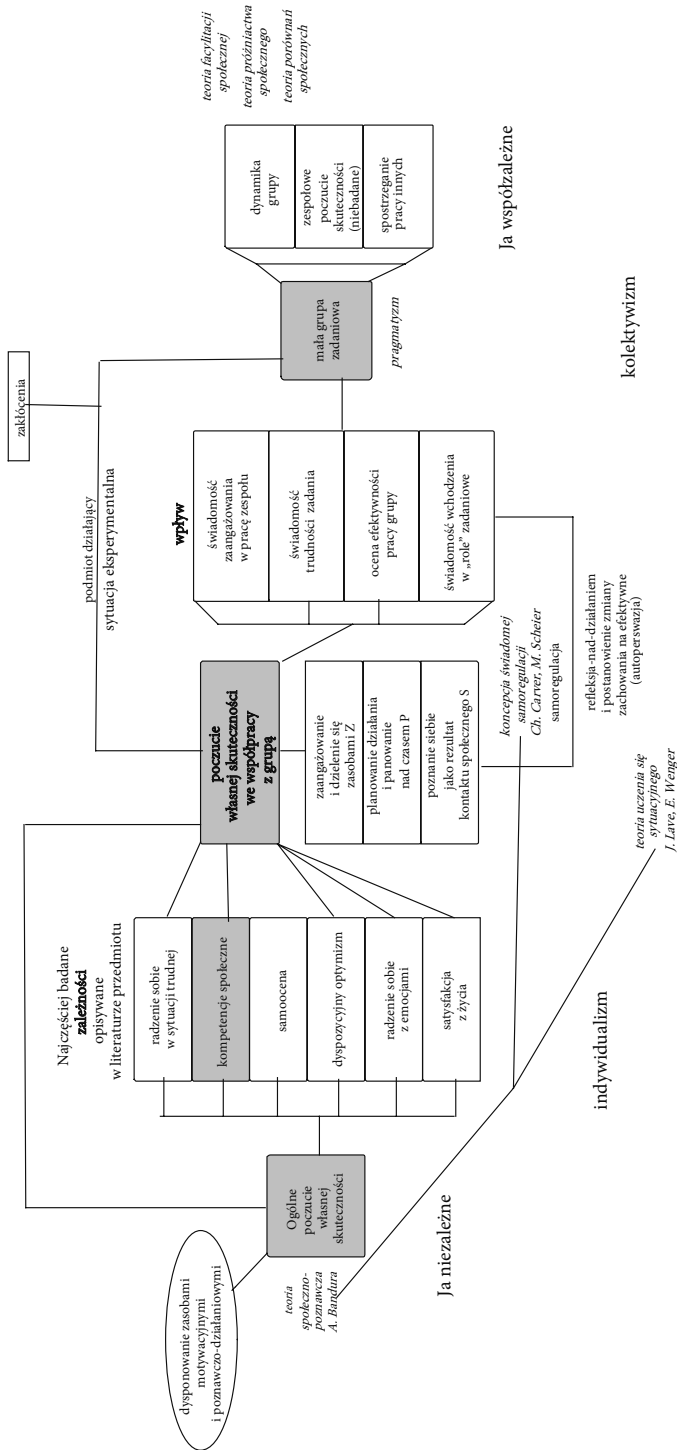 dysponowanie zasobami
motywacyjnymi
i poznawczo-działaniowymi
Ogólne
poczucie
własnej
skuteczności
teoria
społeczno-
poznawcza
A. Bandura
Ja niezależne
Najczęściej badane
zależności
opisywane
w literaturze przedmiotu
radzenie sobie
w sytuacji trudnej
kompetencje społeczne
samoocena
dyspozycyjny optymizm
radzenie sobie
z emocjami
satysfakcja
z życia
indywidualizm
poczucie
własnej skuteczności
we współpracy
z grupą
zaangażowanie
i dzielenie się
zasobami Z
planowanie działania
i panowanie
nad czasem P
poznanie siebie
jako rezultat
kontaktu społecznego S
koncepcja świadomej
samoregulacji
Ch. Carver, M. Scheier
samoregulacja
teoria uczenia się
sytuacyjnego
J. Lave, E. Wenger
refleksja-nad-działaniem
i postanowienie zmiany
zachowania na efektywne
(autoperswazja)
podmiot działający
sytuacja eksperymentalna
zakłócenia
wpływ
świadomość
zaangażowania
w pracę zespołu
świadomość
trudności zadania
ocena efektywności
pracy grupy
świadomość wchodzenia
w „role” zadaniowe
mała grupa
zadaniowa
pragmatyzm
kolektywizm
dynamika
grupy
zespołowe
poczucie
skuteczności
(niebadane)
spostrzeganie
pracy innych
Ja współzależne
teoria facylitacji
społecznej
teoria próżniactwa
społecznego
teoria porównań
społecznych